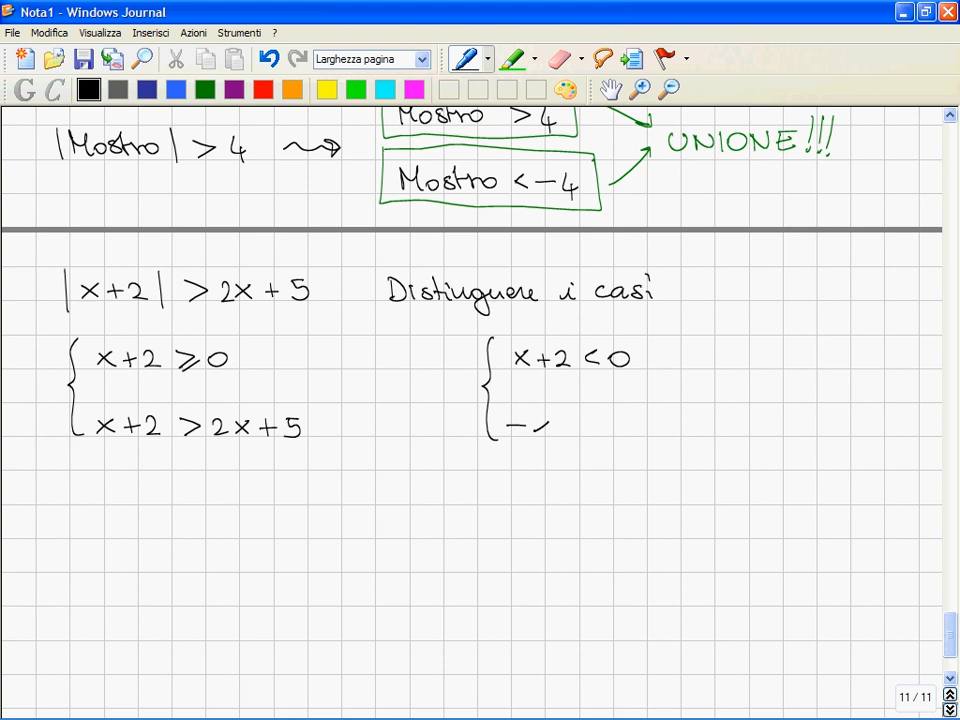 Nota1 - Windows Journal
File Modifica Visualizza Inserisci Azioni Strumenti ?
Larghezza pagina
G C
Mostro > 4
|Mostro| > 4
UNIONE!!!
Mostro < -4
|x+2| > 2x+5 Distinguere i casi
x+2 ≥ 0 x+2 < 0
x+2 > 2x+5 -
11 / 11